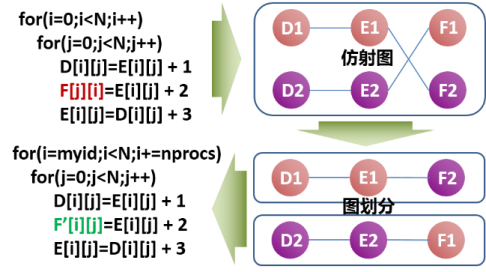 for(i=0;i<N;i++)
for(j=0;j<N;j++)
D[i][j]=E[i][j] + 1
F[j][i]=E[i][j] + 2
E[i][j]=D[i][j] + 3
D1 E1 F1
仿射图
D2 E2 F2
for(i=myid;i<N;i+=nprocs)
for(j=0;j<N;j++)
D[i][j]=E[i][j] + 1
F'[i][j]=E[i][j] + 2
E[i][j]=D[i][j] + 3
D1 E1 F2
图划分
D2 E2 F1